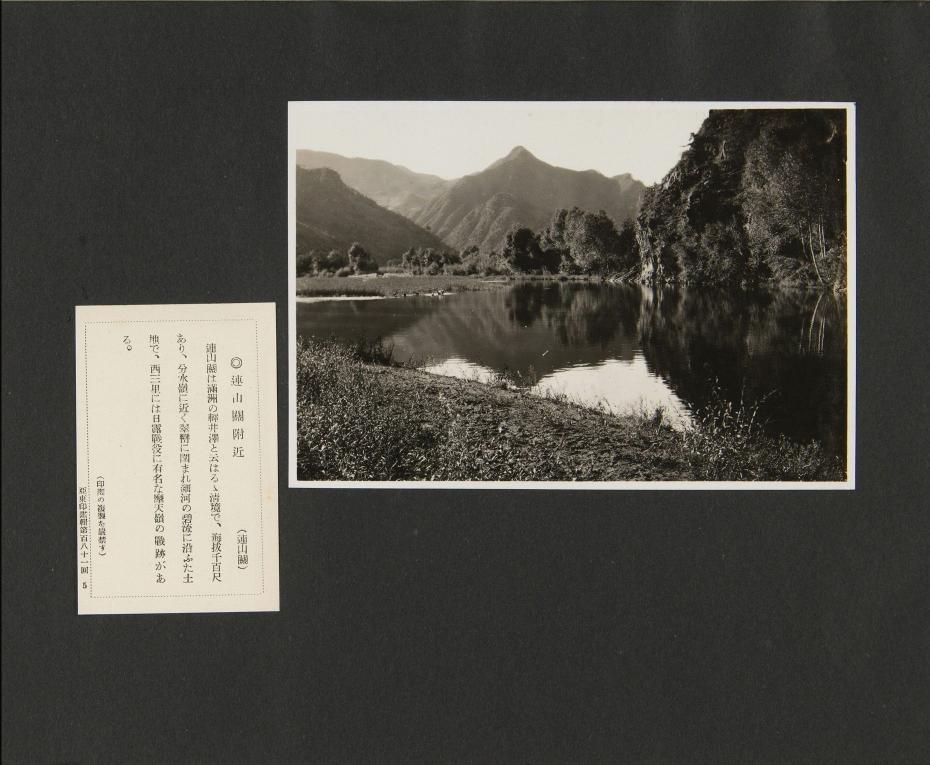 ◎連山關附近
(連山關)
連山關は滿洲の輕井澤と云はるゝ淸境で、海拔千百尺
あり、分水嶺に近く翠轡に圍まれ細河の碧流に沿ふた土
地で、西三里には日露戰役に有名な摩天嶺の戰跡があ
る。
(印畫の複製を嚴禁す)
亞東印畫輯第百八十一回 5